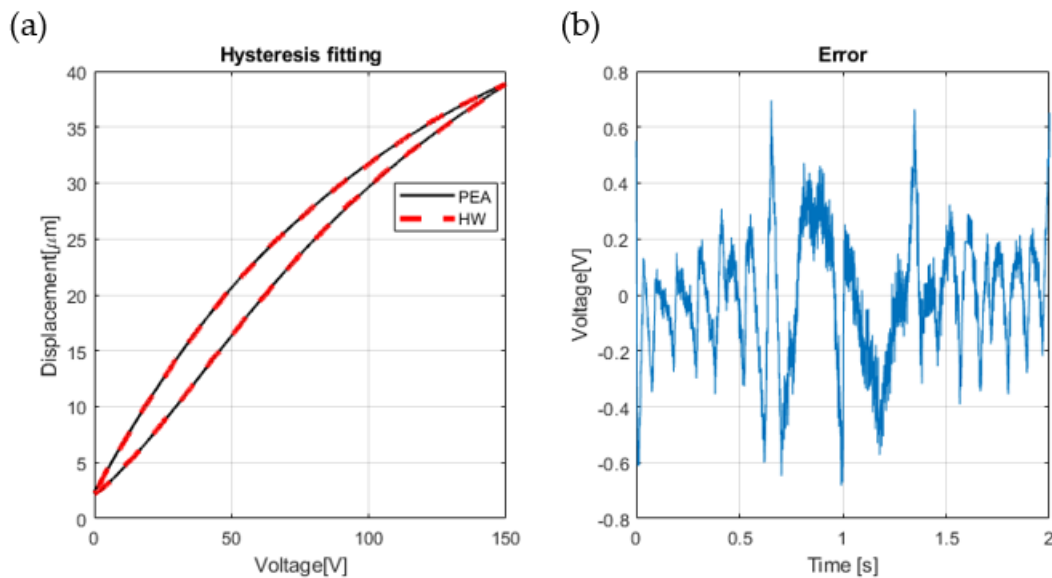 (a)
Hysteresis fitting
40
35
30
25
20
15
10
5
0
Displacement[μm]
PEA
HW
0
50
100
150
Voltage[V]
(b)
Error
0.8
0.6
0.4
0.2
0
-0.2
-0.4
-0.6
-0.8
Voltage[V]
0
0.5
1
1.5
2
Time [s]